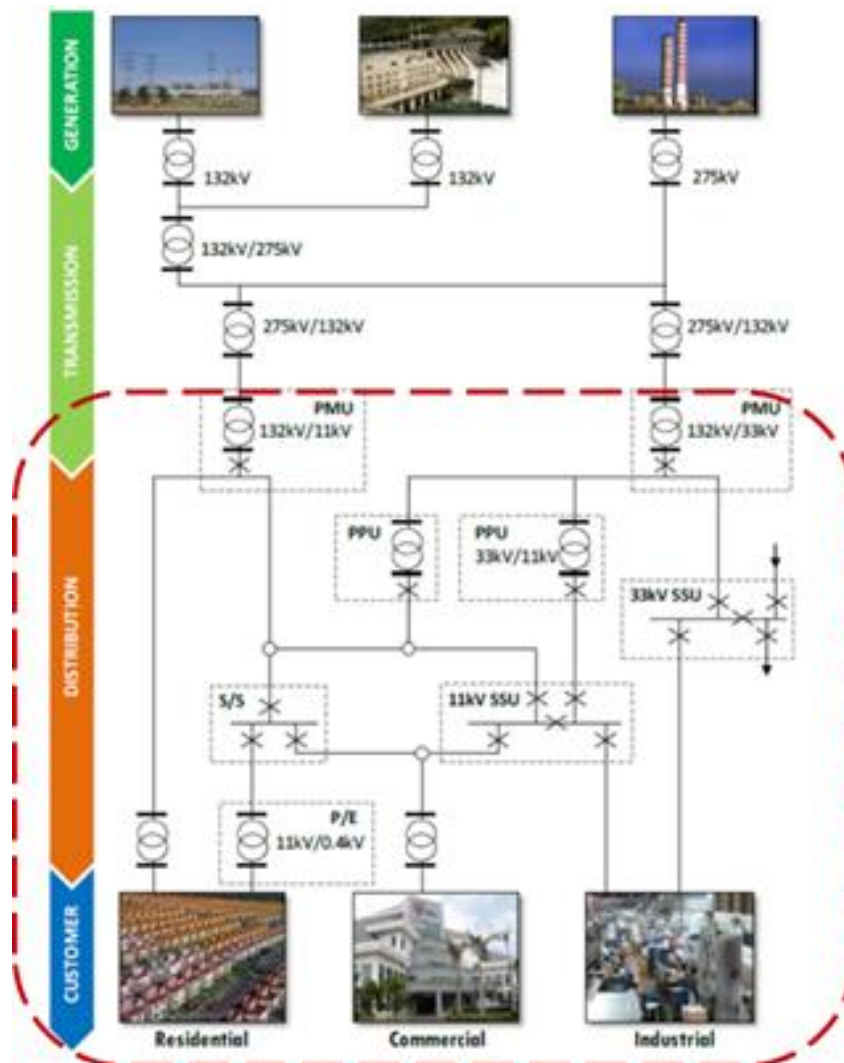 GENERATION
132kV
132kV
275kV
132kV/275kV
TRANSMISSION
275kV/132kV
275kV/132kV
PMU
132kV/11kV
PMU
132kV/33kV
DISTRIBUTION
PPU
PPU
33kV/11kV
33kV SSU
S/S
11kV SSU
P/E
11kV/0.4kV
CUSTOMER
Residential
Commercial
Industrial